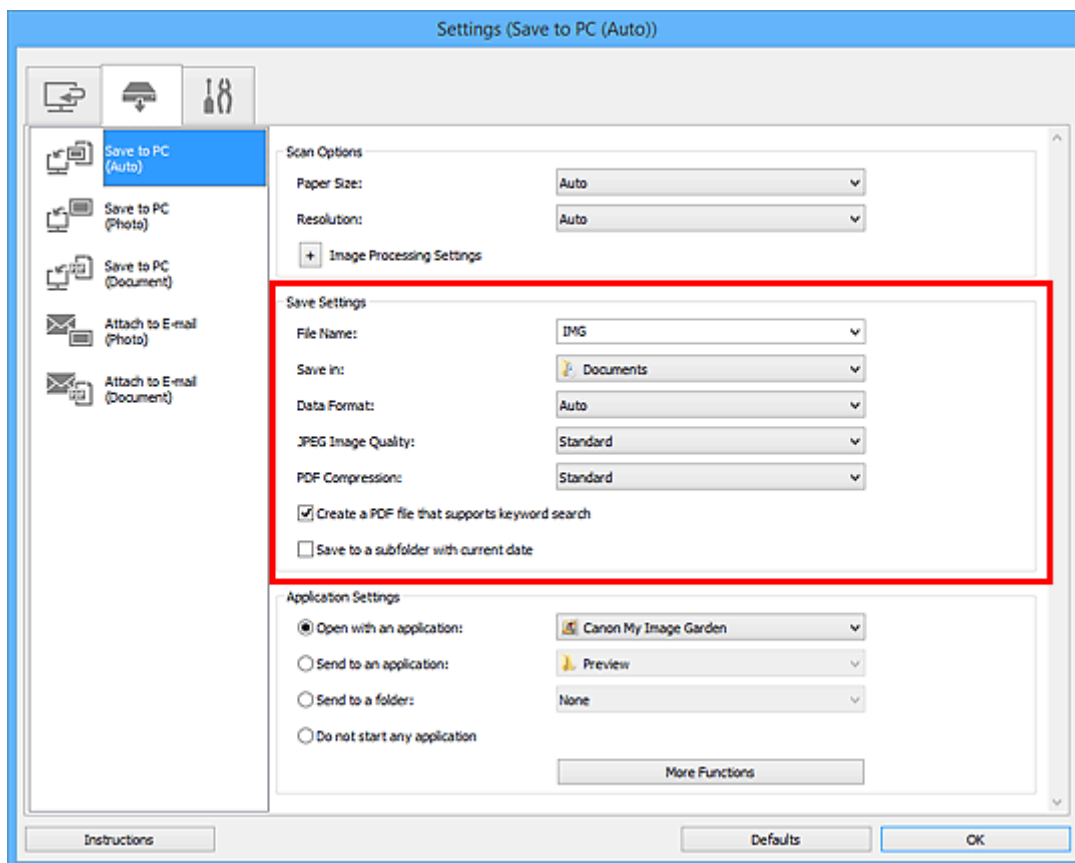 Settings (Save to PC (Auto))
Save to PC
(Auto)
Save to PC
(Photo)
Save to PC
(Document)
Attach to E-mail
(Photo)
Attach to E-mail
(Document)
Scan Options
Paper Size: Auto
Resolution: Auto
+ Image Processing Settings
Save Settings
File Name: IMG
Save in: Documents
Data Format: Auto
JPEG Image Quality: Standard
PDF Compression: Standard
Create a PDF file that supports keyword search
Save to a subfolder with current date
Application Settings
Open with an application: Canon My Image Garden
Send to an application: Preview
Send to a folder: None
Do not start any application
More Functions
Instructions Defaults OK